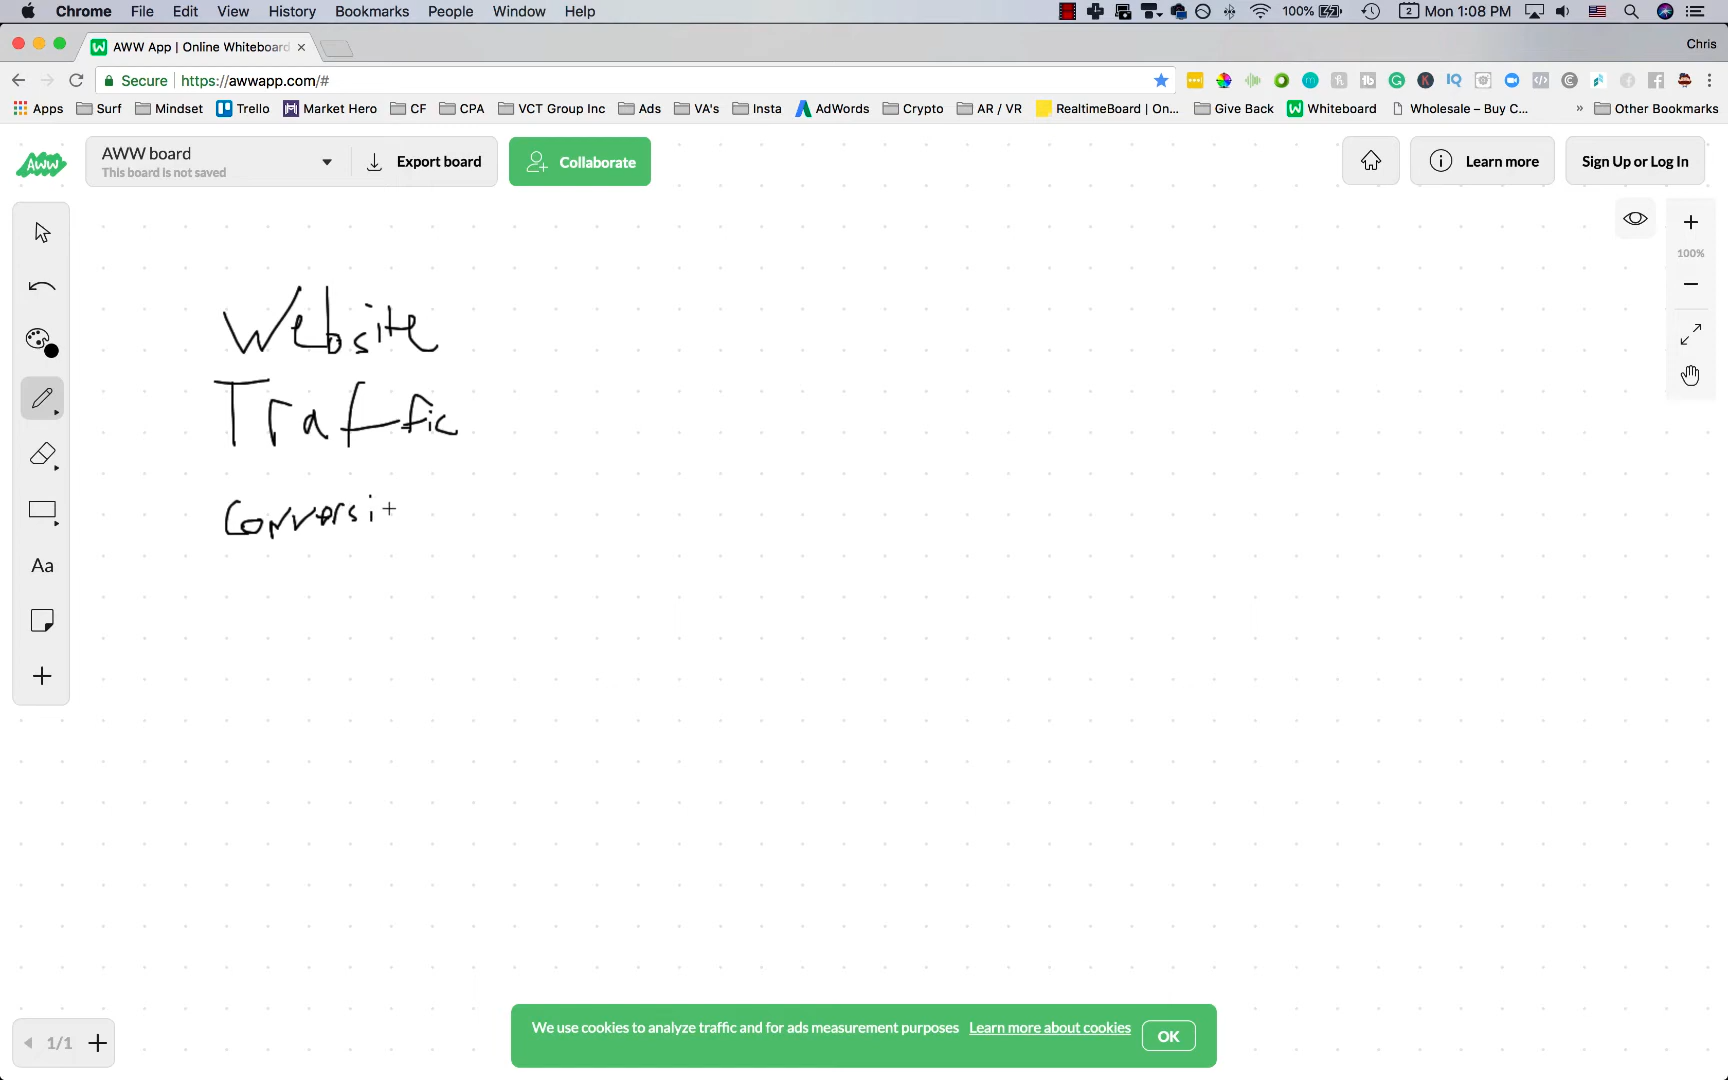 Chrome File Edit View History Bookmarks People Window Help 100% 2 Mon 1:08 PM
W AWW App | Online Whiteboard × Chris
Secure | https://awwapp.com/#
Apps Surf Mindset Trello Market Hero CF CPA VCT Group Inc Ads VA's Insta AdWords Crypto AR / VR RealtimeBoard | On... Give Back Whiteboard Wholesale – Buy C... » Other Bookmarks
AWW AWW board Export board Collaborate Learn more Sign Up or Log In
This board is not saved
100%
Website
Traffic
Conversi
Aa
We use cookies to analyze traffic and for ads measurement purposes Learn more about cookies OK
1/1